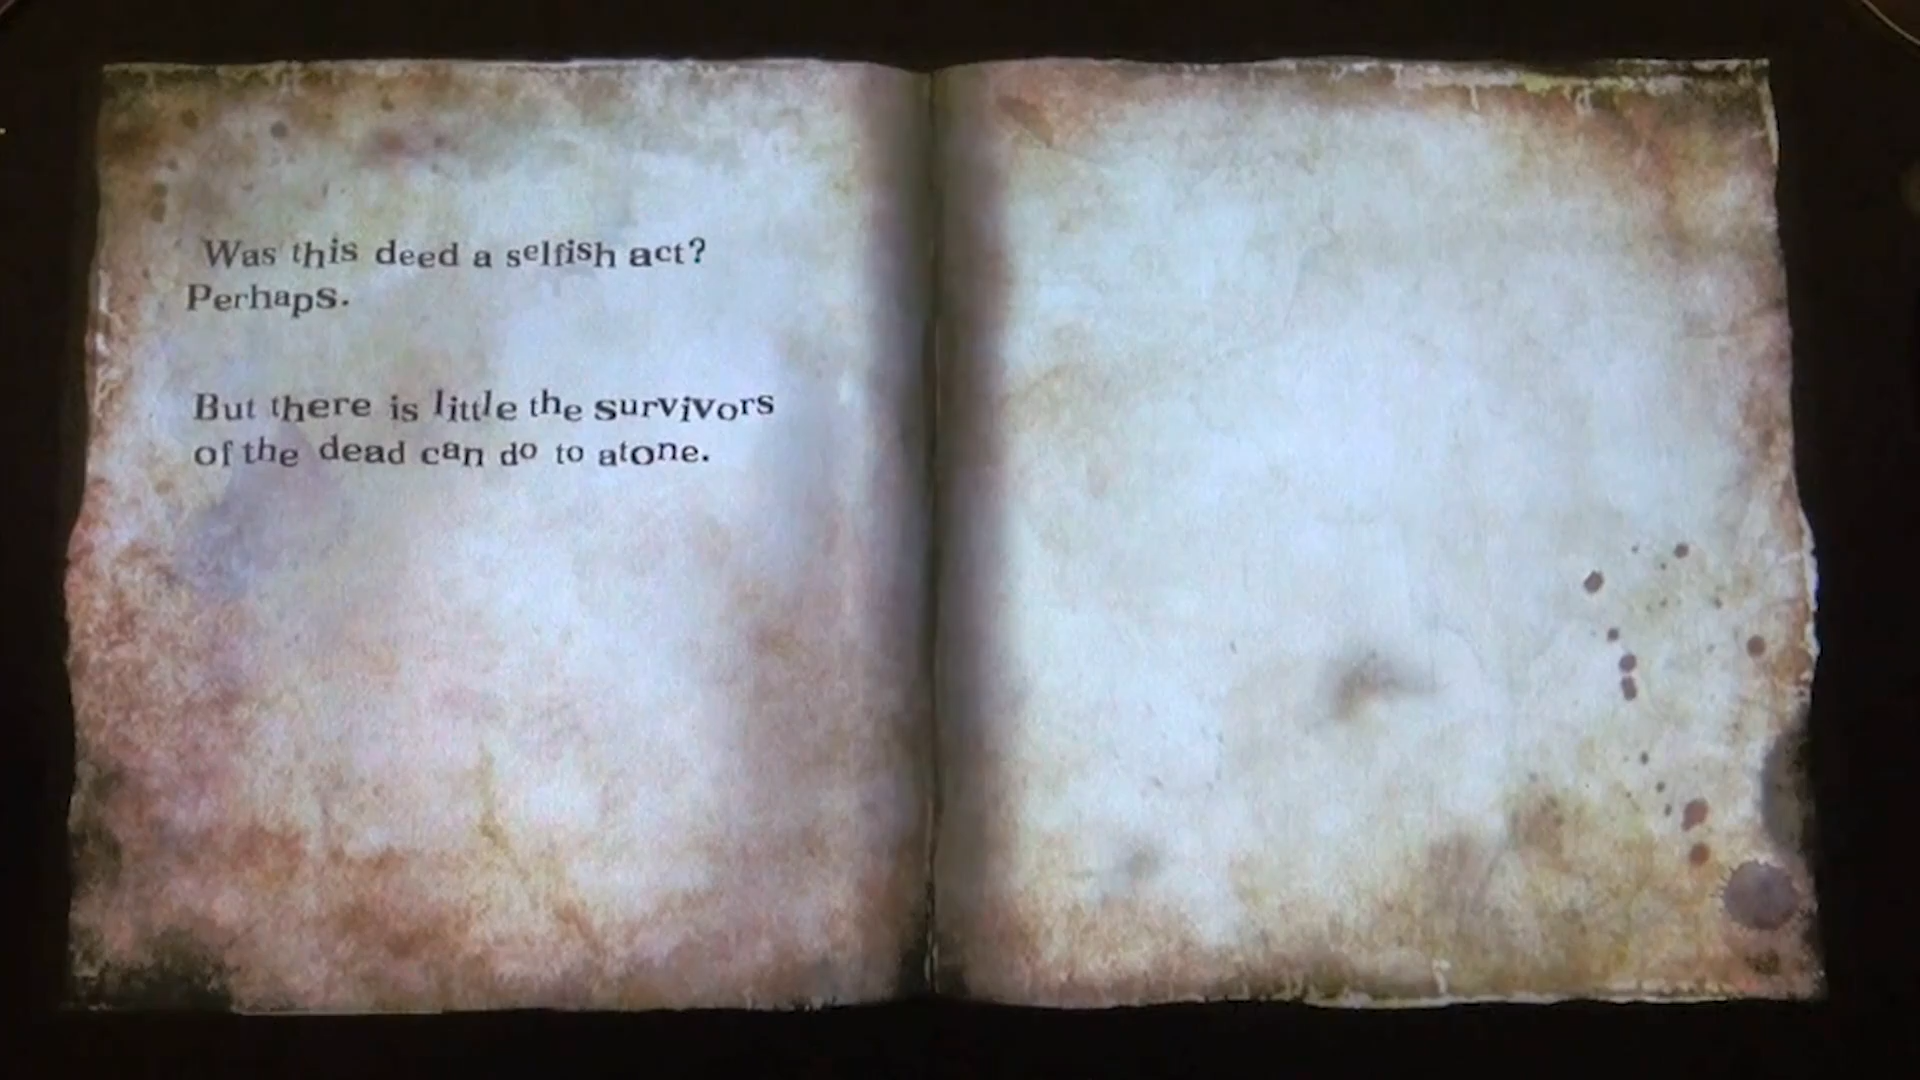 Was this deed a selfish act?
Perhaps.
But there is little the survivors
of the dead can do to atone.